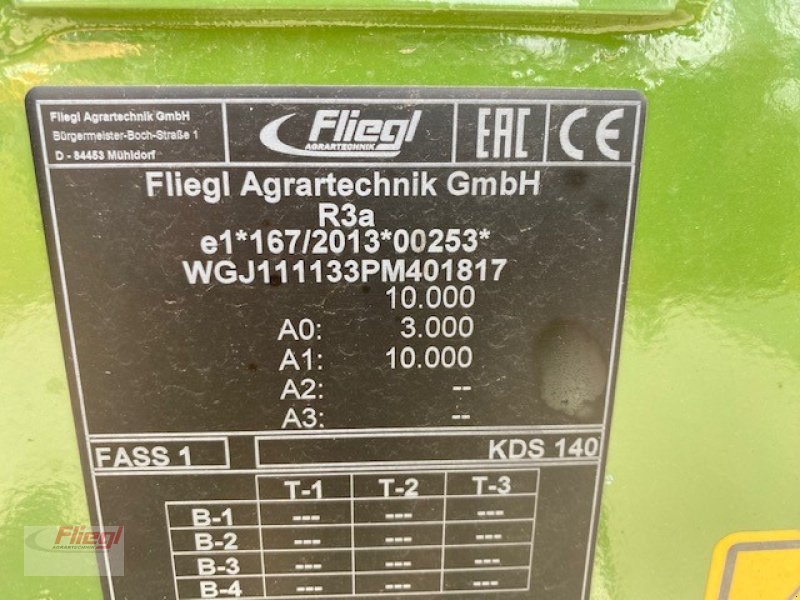 Fliegl Agrartechnik GmbH
Bürgermeister-Boch-Straße 1
D - 84453 Mühldorf
Fliegl
AGRARTECHNIK
EAC
CE
Fliegl Agrartechnik GmbH
R3a
e1*167/2013*00253*
WGJ111133PM401817
10.000
A0: 3.000
A1: 10.000
A2: --
A3: --
FASS 1 KDS 140
T-1 T-2 T-3
B-1 --- --- ---
B-2 --- --- ---
B-3 --- --- ---
B-4 --- --- ---
Fliegl
AGRARTECHNIK